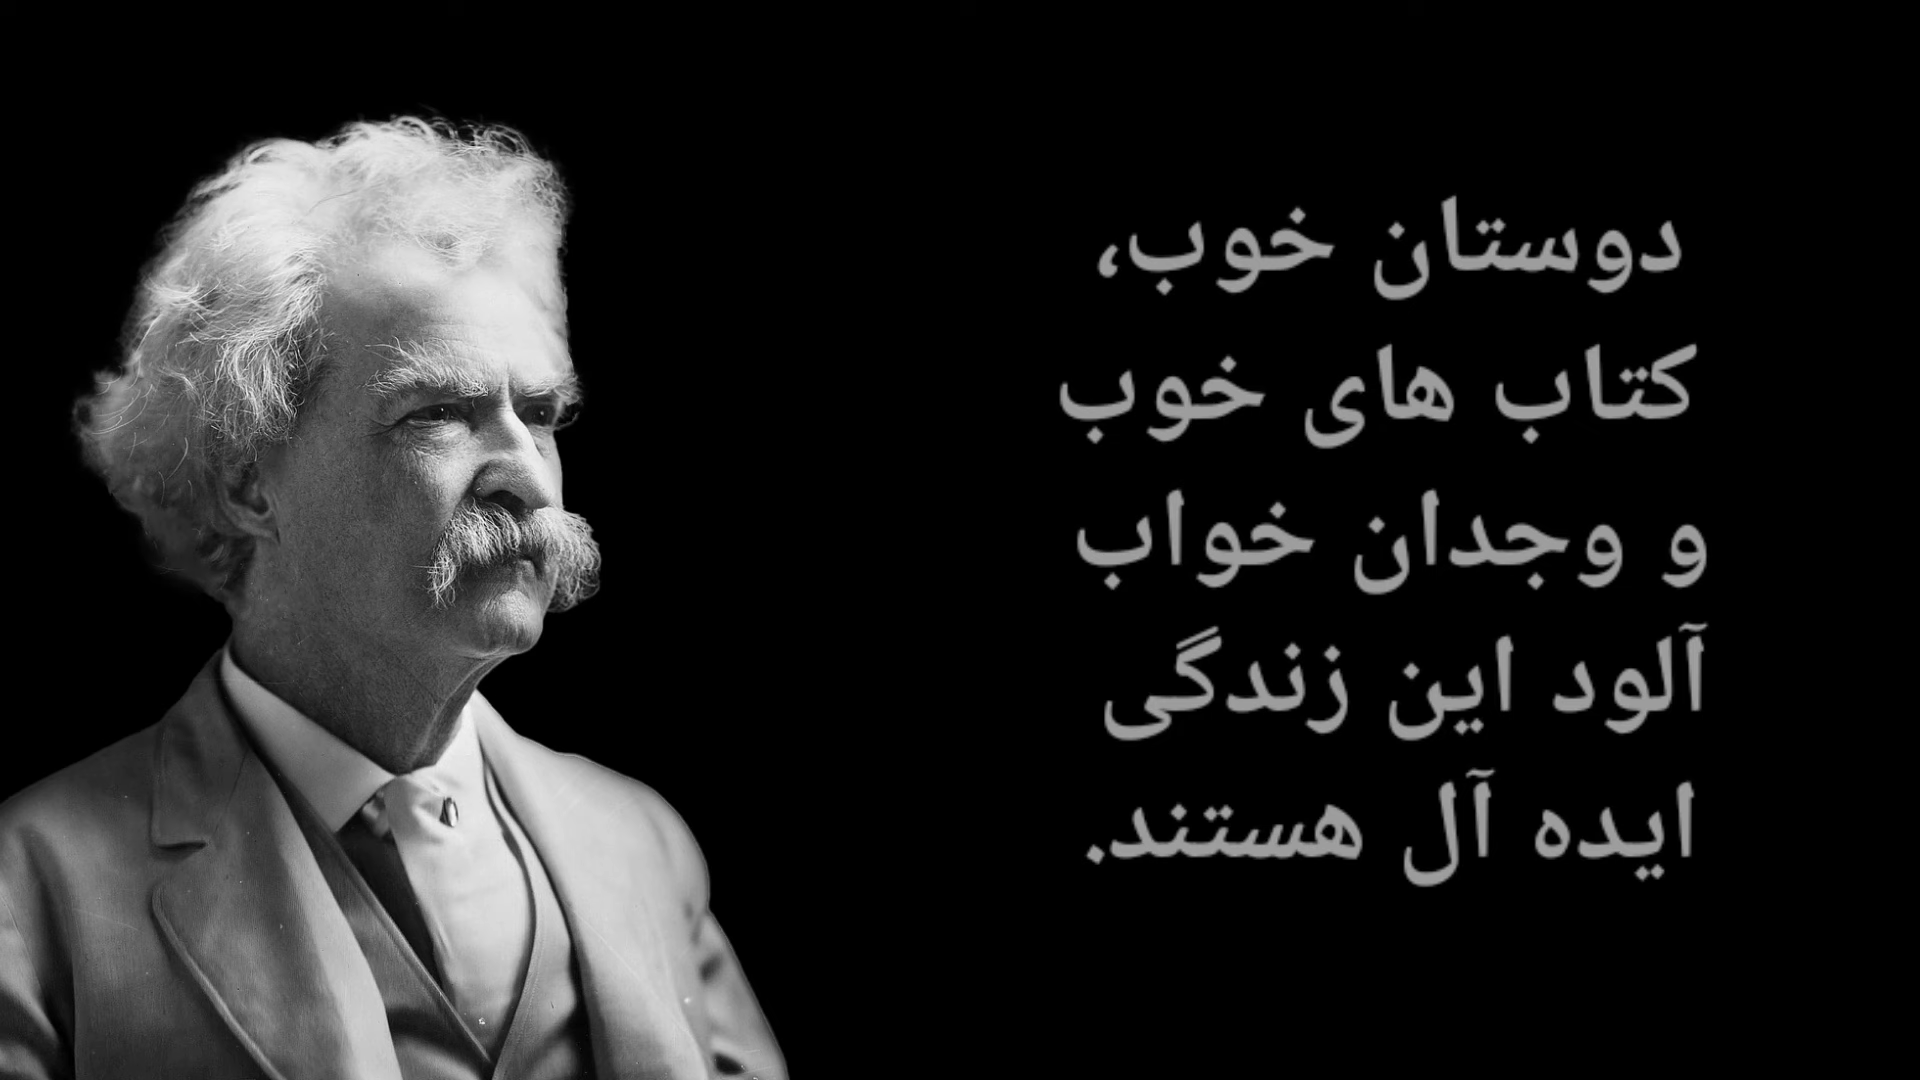 دوستان خوب،
کتاب های خوب
و وجدان خواب
آلود این زندگی
ایده آل هستند.